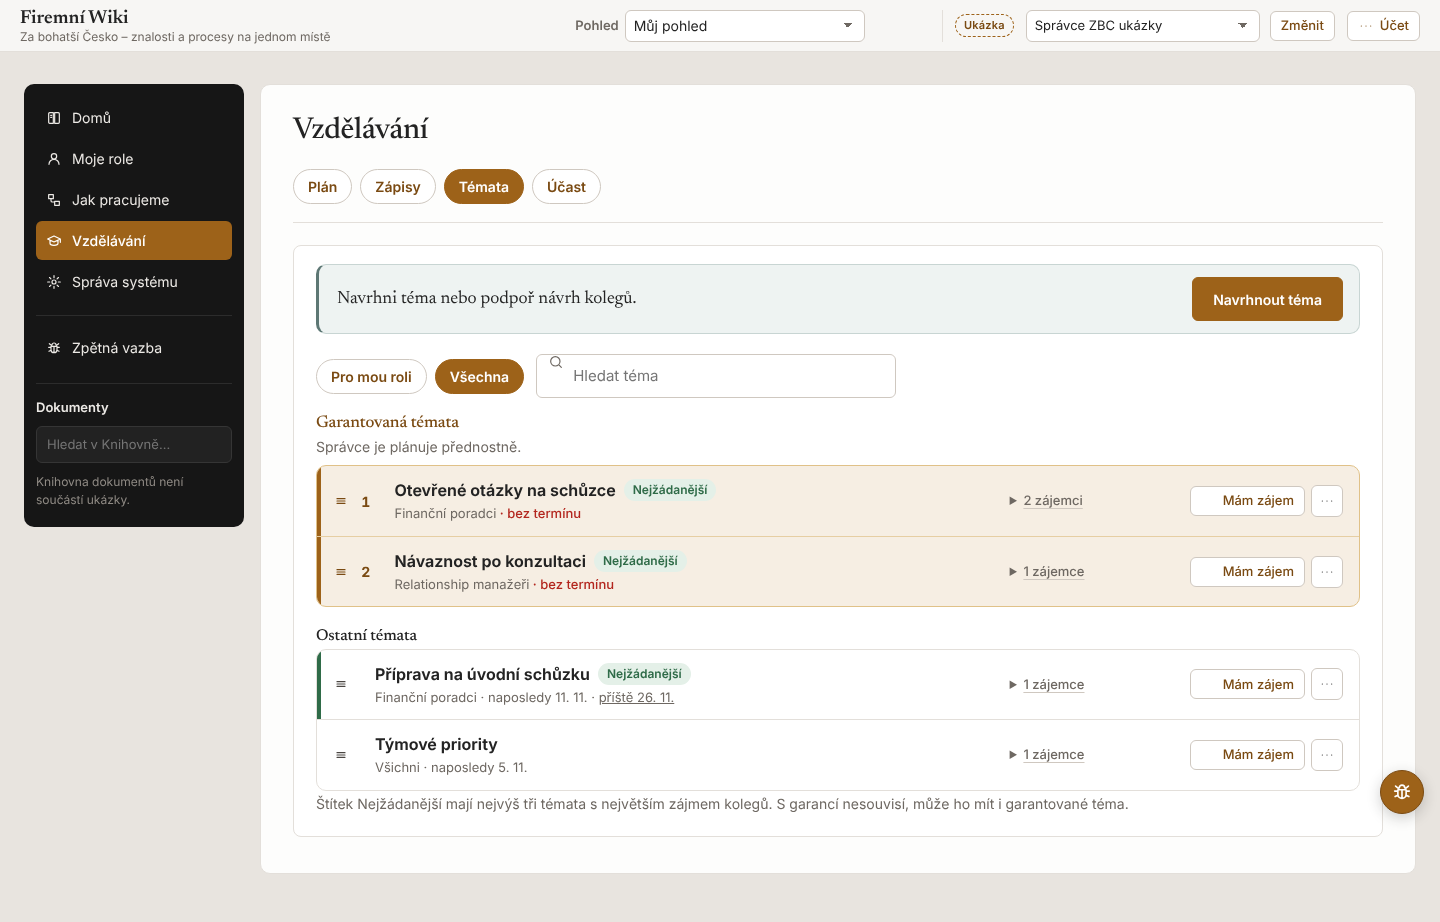 Firemní Wiki
Za bohatší Česko – znalosti a procesy na jednom místě
Pohled
Můj pohled
Ukázka
Správce ZBC ukázky
Změnit
··· Účet
Domů
Moje role
Jak pracujeme
Vzdělávání
Správa systému
Zpětná vazba
Dokumenty
Hledat v Knihovně...
Knihovna dokumentů není
součástí ukázky.
Vzdělávání
Plán
Zápisy
Témata
Účast
Navrhni téma nebo podpoř návrh kolegů.
Navrhnout téma
Pro mou roli
Všechna
Hledat téma
Garantovaná témata
Správce je plánuje přednostně.
1
Otevřené otázky na schůzce
Nejžádanější
Finanční poradci · bez termínu
2 zájemci
Mám zájem
···
2
Návaznost po konzultaci
Nejžádanější
Relationship manažeři · bez termínu
1 zájemce
Mám zájem
···
Ostatní témata
Příprava na úvodní schůzku
Nejžádanější
Finanční poradci · naposledy 11. 11. · příště 26. 11.
1 zájemce
Mám zájem
···
Týmové priority
Všichni · naposledy 5. 11.
1 zájemce
Mám zájem
···
Štítek Nejžádanější mají nejvýš tři témata s největším zájmem kolegů. S garancí nesouvisí, může ho mít i garantované téma.